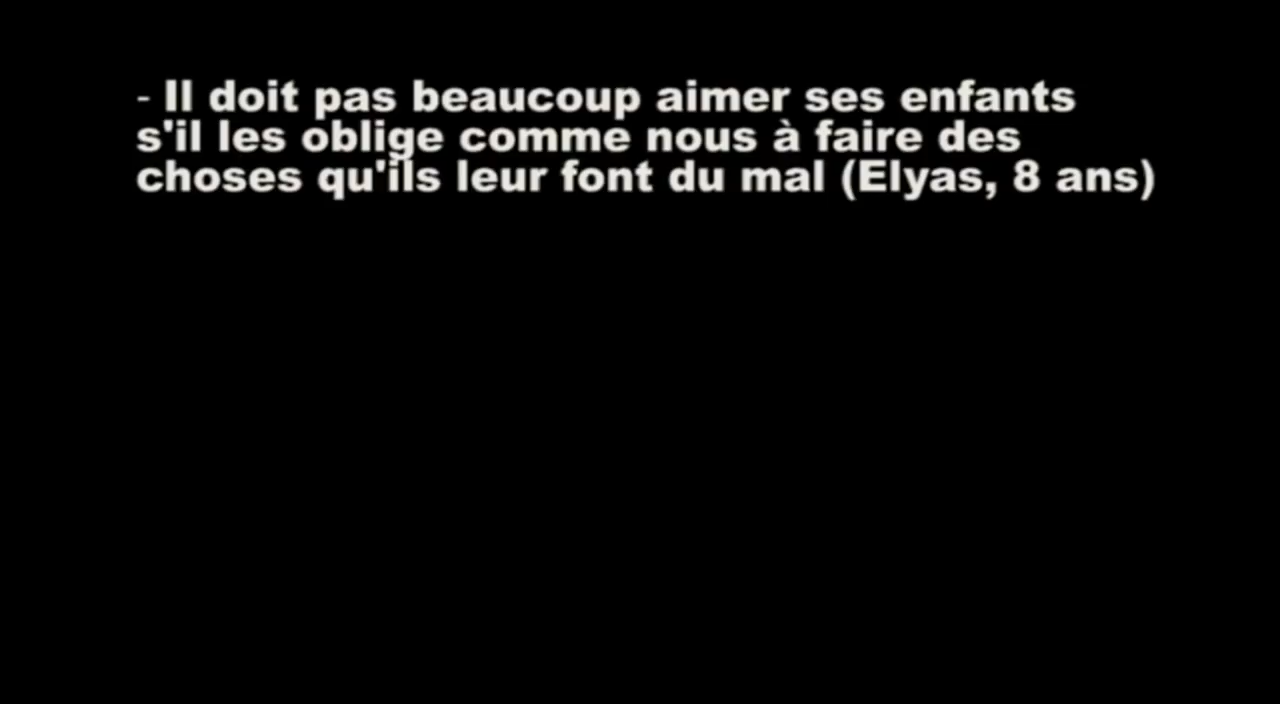 - Il doit pas beaucoup aimer ses enfants
s'il les oblige comme nous à faire des
choses qu'ils leur font du mal (Elyas, 8 ans)